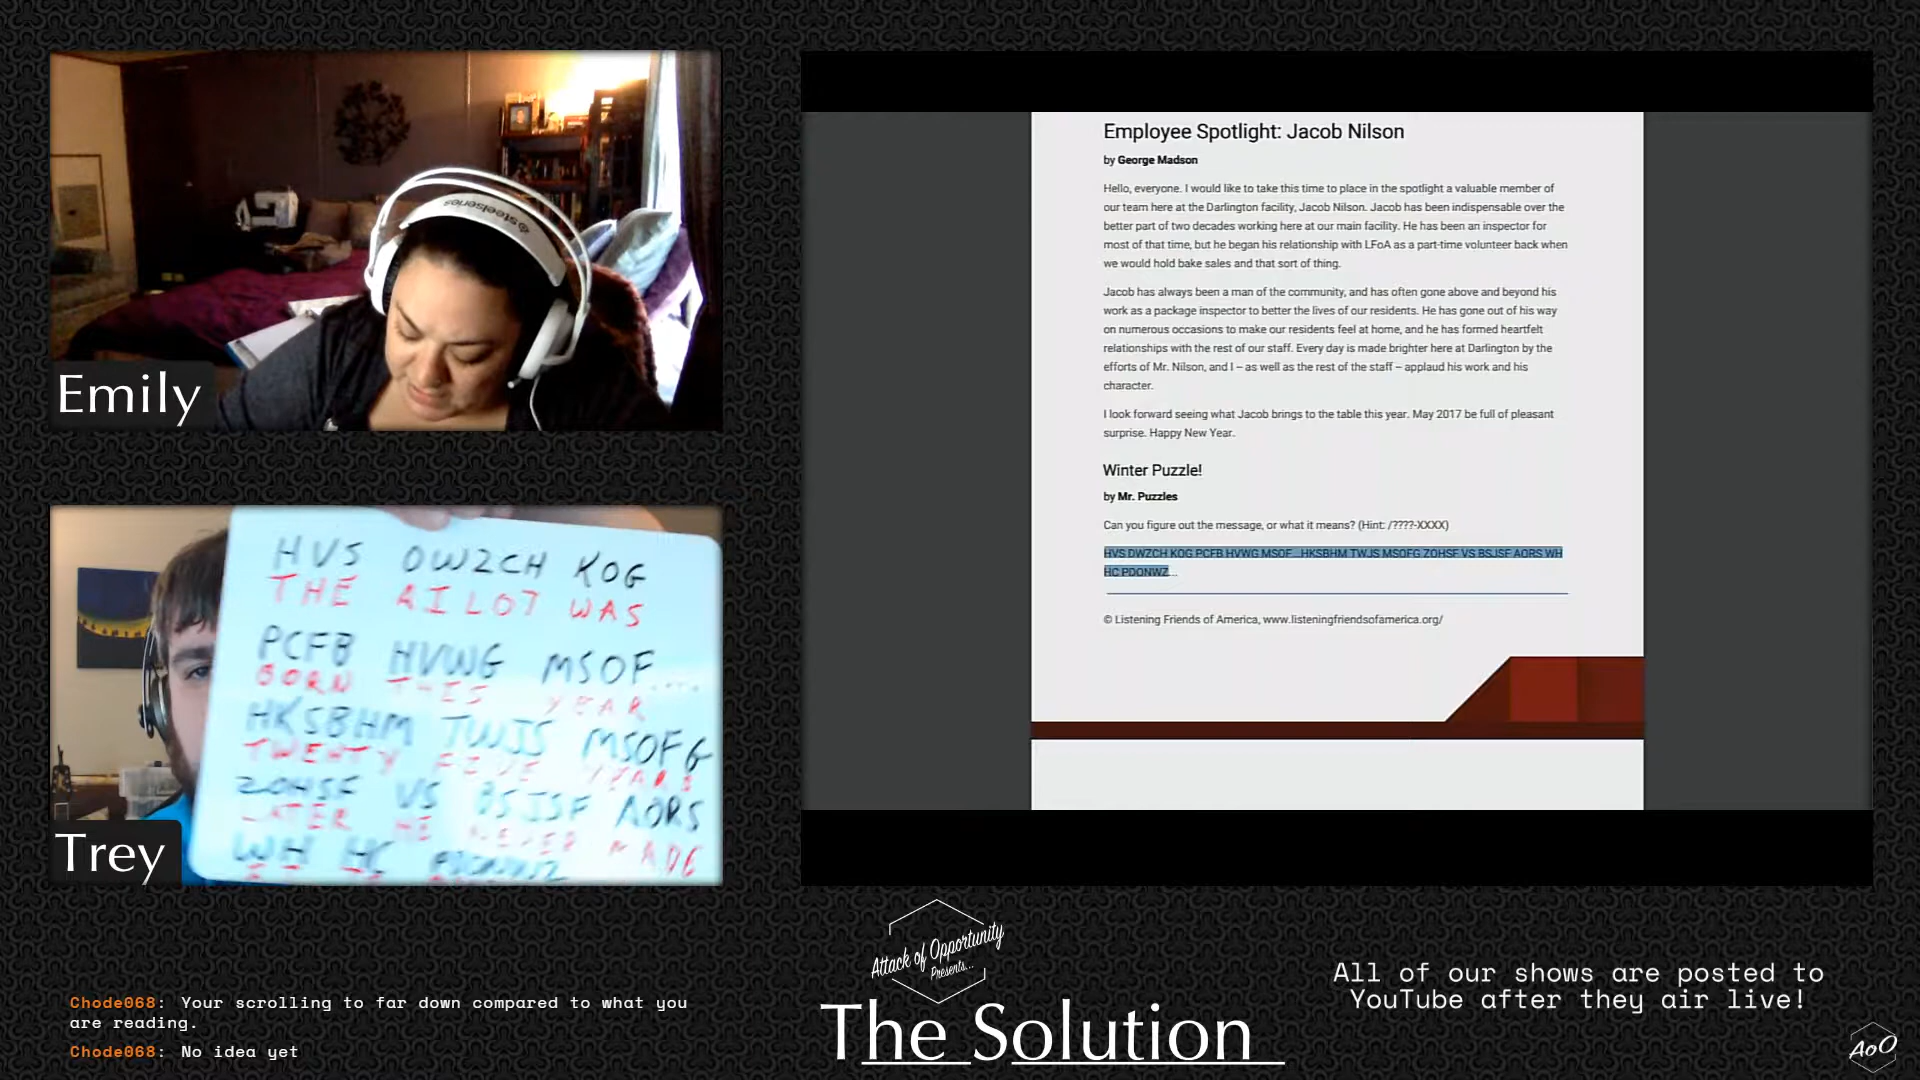 steelseries
Emily
HVS DWZCH KOG
THE AILOT WAS
PCFB HVWG MSOF....
BORN THIS YEAR
HKSBHM TWJS MSOFG
TWENTY FIVE YEARS
ZOHSF VS BSJSF AORS
LATER HE NEVER MADE
WH HC PDONWZ
Trey
Employee Spotlight: Jacob Nilson
by George Madson
Hello, everyone. I would like to take this time to place in the spotlight a valuable member of
our team here at the Darlington facility, Jacob Nilson. Jacob has been indispensable over the
better part of two decades working here at our main facility. He has been an inspector for
most of that time, but he began his relationship with LFoA as a part-time volunteer back when
we would hold bake sales and that sort of thing.
Jacob has always been a man of the community, and has often gone above and beyond his
work as a package inspector to better the lives of our residents. He has gone out of his way
on numerous occasions to make our residents feel at home, and he has formed heartfelt
relationships with the rest of our staff. Every day is made brighter here at Darlington by the
efforts of Mr. Nilson, and I – as well as the rest of the staff – applaud his work and his
character.
I look forward seeing what Jacob brings to the table this year. May 2017 be full of pleasant
surprise. Happy New Year.
Winter Puzzle!
by Mr. Puzzles
Can you figure out the message, or what it means? (Hint: /????-XXXX)
HVS DWZCH KOG PCFB HVWG MSOF...HKSBHM TWJS MSOFG ZOHSF VS BSJSF AORS WH
HC PDONWZ...
© Listening Friends of America, www.listeningfriendsofamerica.org/
Chode068: Your scrolling to far down compared to what you
are reading.
Chode068: No idea yet
Attack of Opportunity
Presents...
The Solution
All of our shows are posted to
YouTube after they air live!
AoO